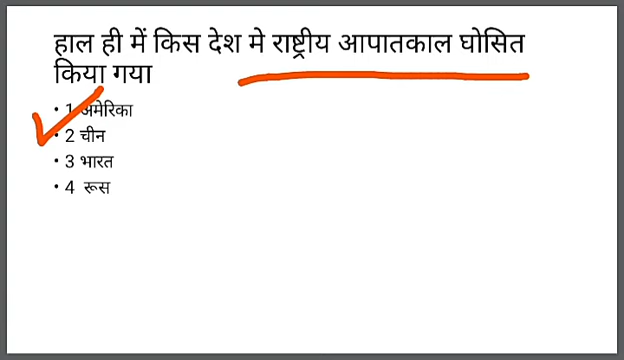 हाल ही में किस देश मे राष्ट्रीय आपातकाल घोसित
किया गया
• 1 अमेरिका
• 2 चीन
• 3 भारत
• 4 रूस